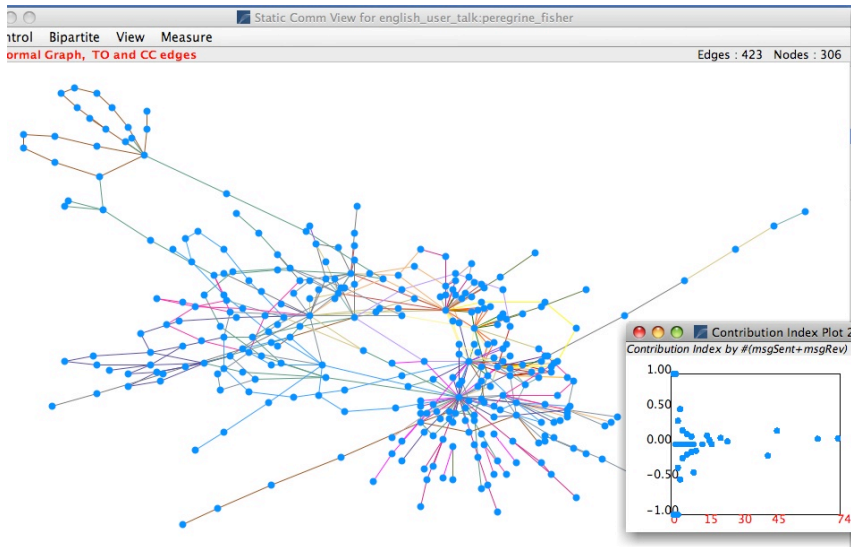 Static Comm View for english_user_talk:peregrine_fisher
ntrol Bipartite View Measure
ormal Graph, TO and CC edges Edges : 423 Nodes : 306
Contribution Index Plot 2
Contribution Index by #(msgSent+msgRev)
1.00
0.50
0.00
-0.50
-1.00
0 15 30 45 74